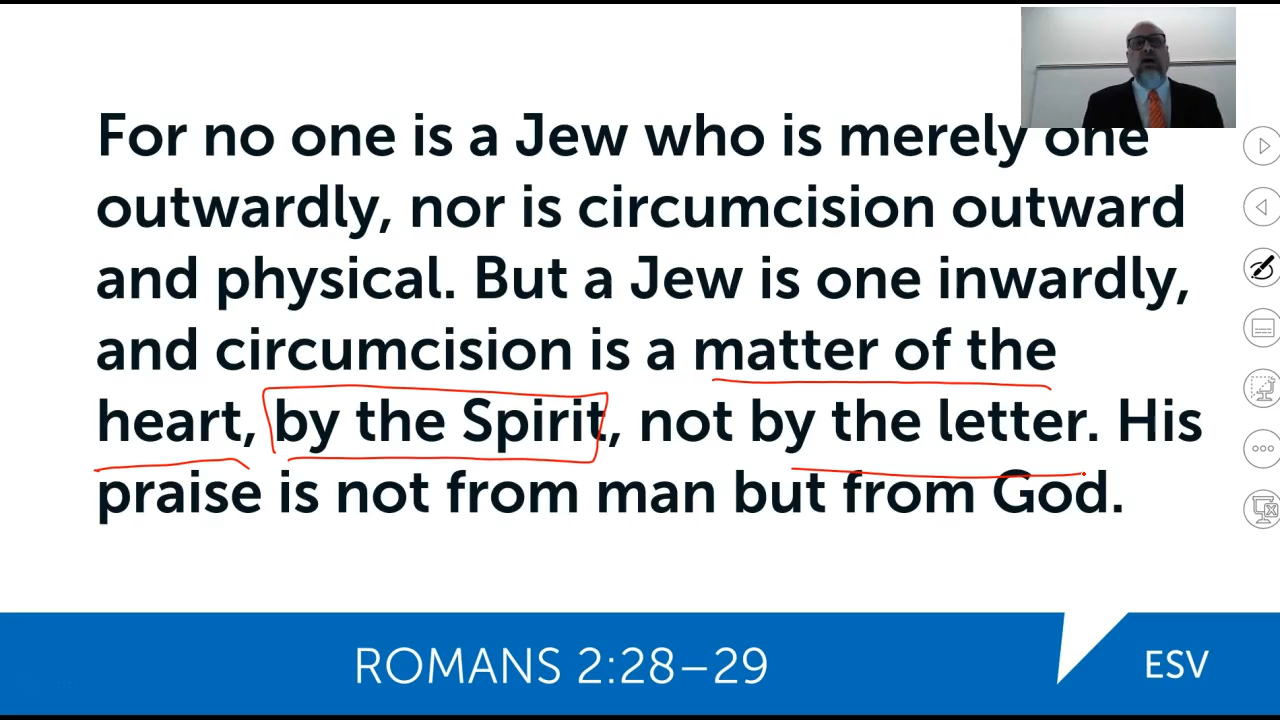 For no one is a Jew who is merely one
outwardly, nor is circumcision outward
and physical. But a Jew is one inwardly,
and circumcision is a matter of the
heart, by the Spirit, not by the letter. His
praise is not from man but from God.
ROMANS 2:28–29
ESV